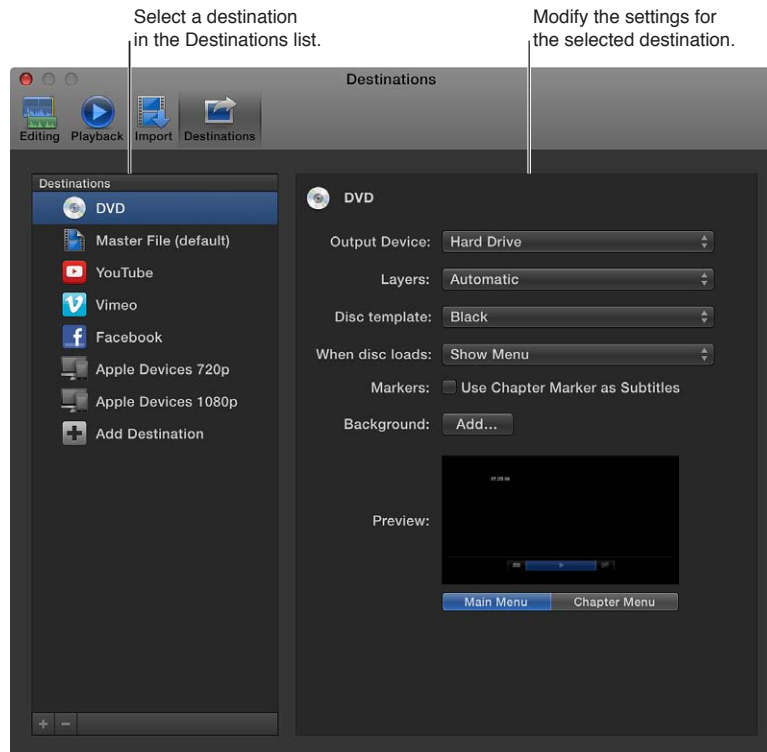 Select a destination
in the Destinations list.
Modify the settings for
the selected destination.
Destinations
Editing Playback Import Destinations
Destinations
DVD
Master File (default)
YouTube
Vimeo
Facebook
Apple Devices 720p
Apple Devices 1080p
Add Destination
DVD
Output Device: Hard Drive
Layers: Automatic
Disc template: Black
When disc loads: Show Menu
Markers: Use Chapter Marker as Subtitles
Background: Add...
Preview:
Main Menu Chapter Menu